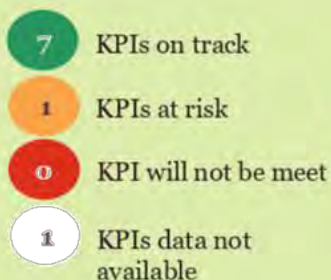 7 KPIs on track
1 KPIs at risk
0 KPI will not be meet
1 KPIs data not
available